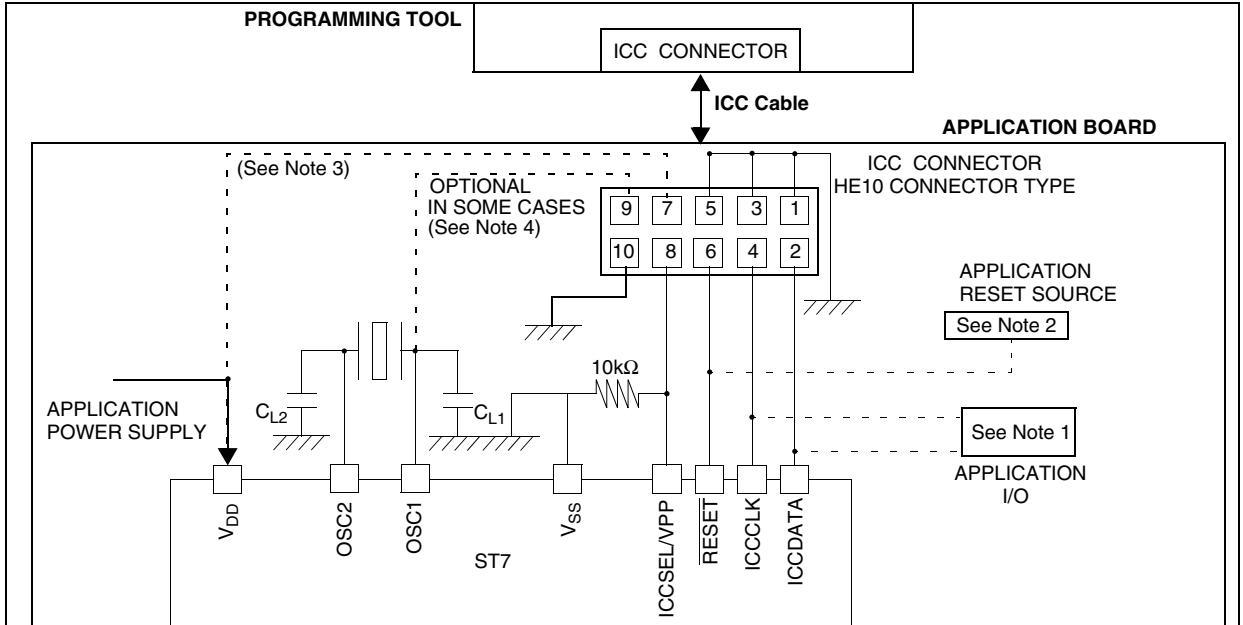 PROGRAMMING TOOL
ICC CONNECTOR
ICC Cable
APPLICATION BOARD
(See Note 3)
OPTIONAL
IN SOME CASES
(See Note 4)
ICC CONNECTOR
HE10 CONNECTOR TYPE
9 7 5 3 1
10 8 6 4 2
APPLICATION
RESET SOURCE
See Note 2
10kΩ
APPLICATION
POWER SUPPLY
CL2
CL1
See Note 1
APPLICATION
I/O
VDD
OSC2
OSC1
VSS
ICCSEL/VPP
RESET
ICCCLK
ICCDATA
ST7